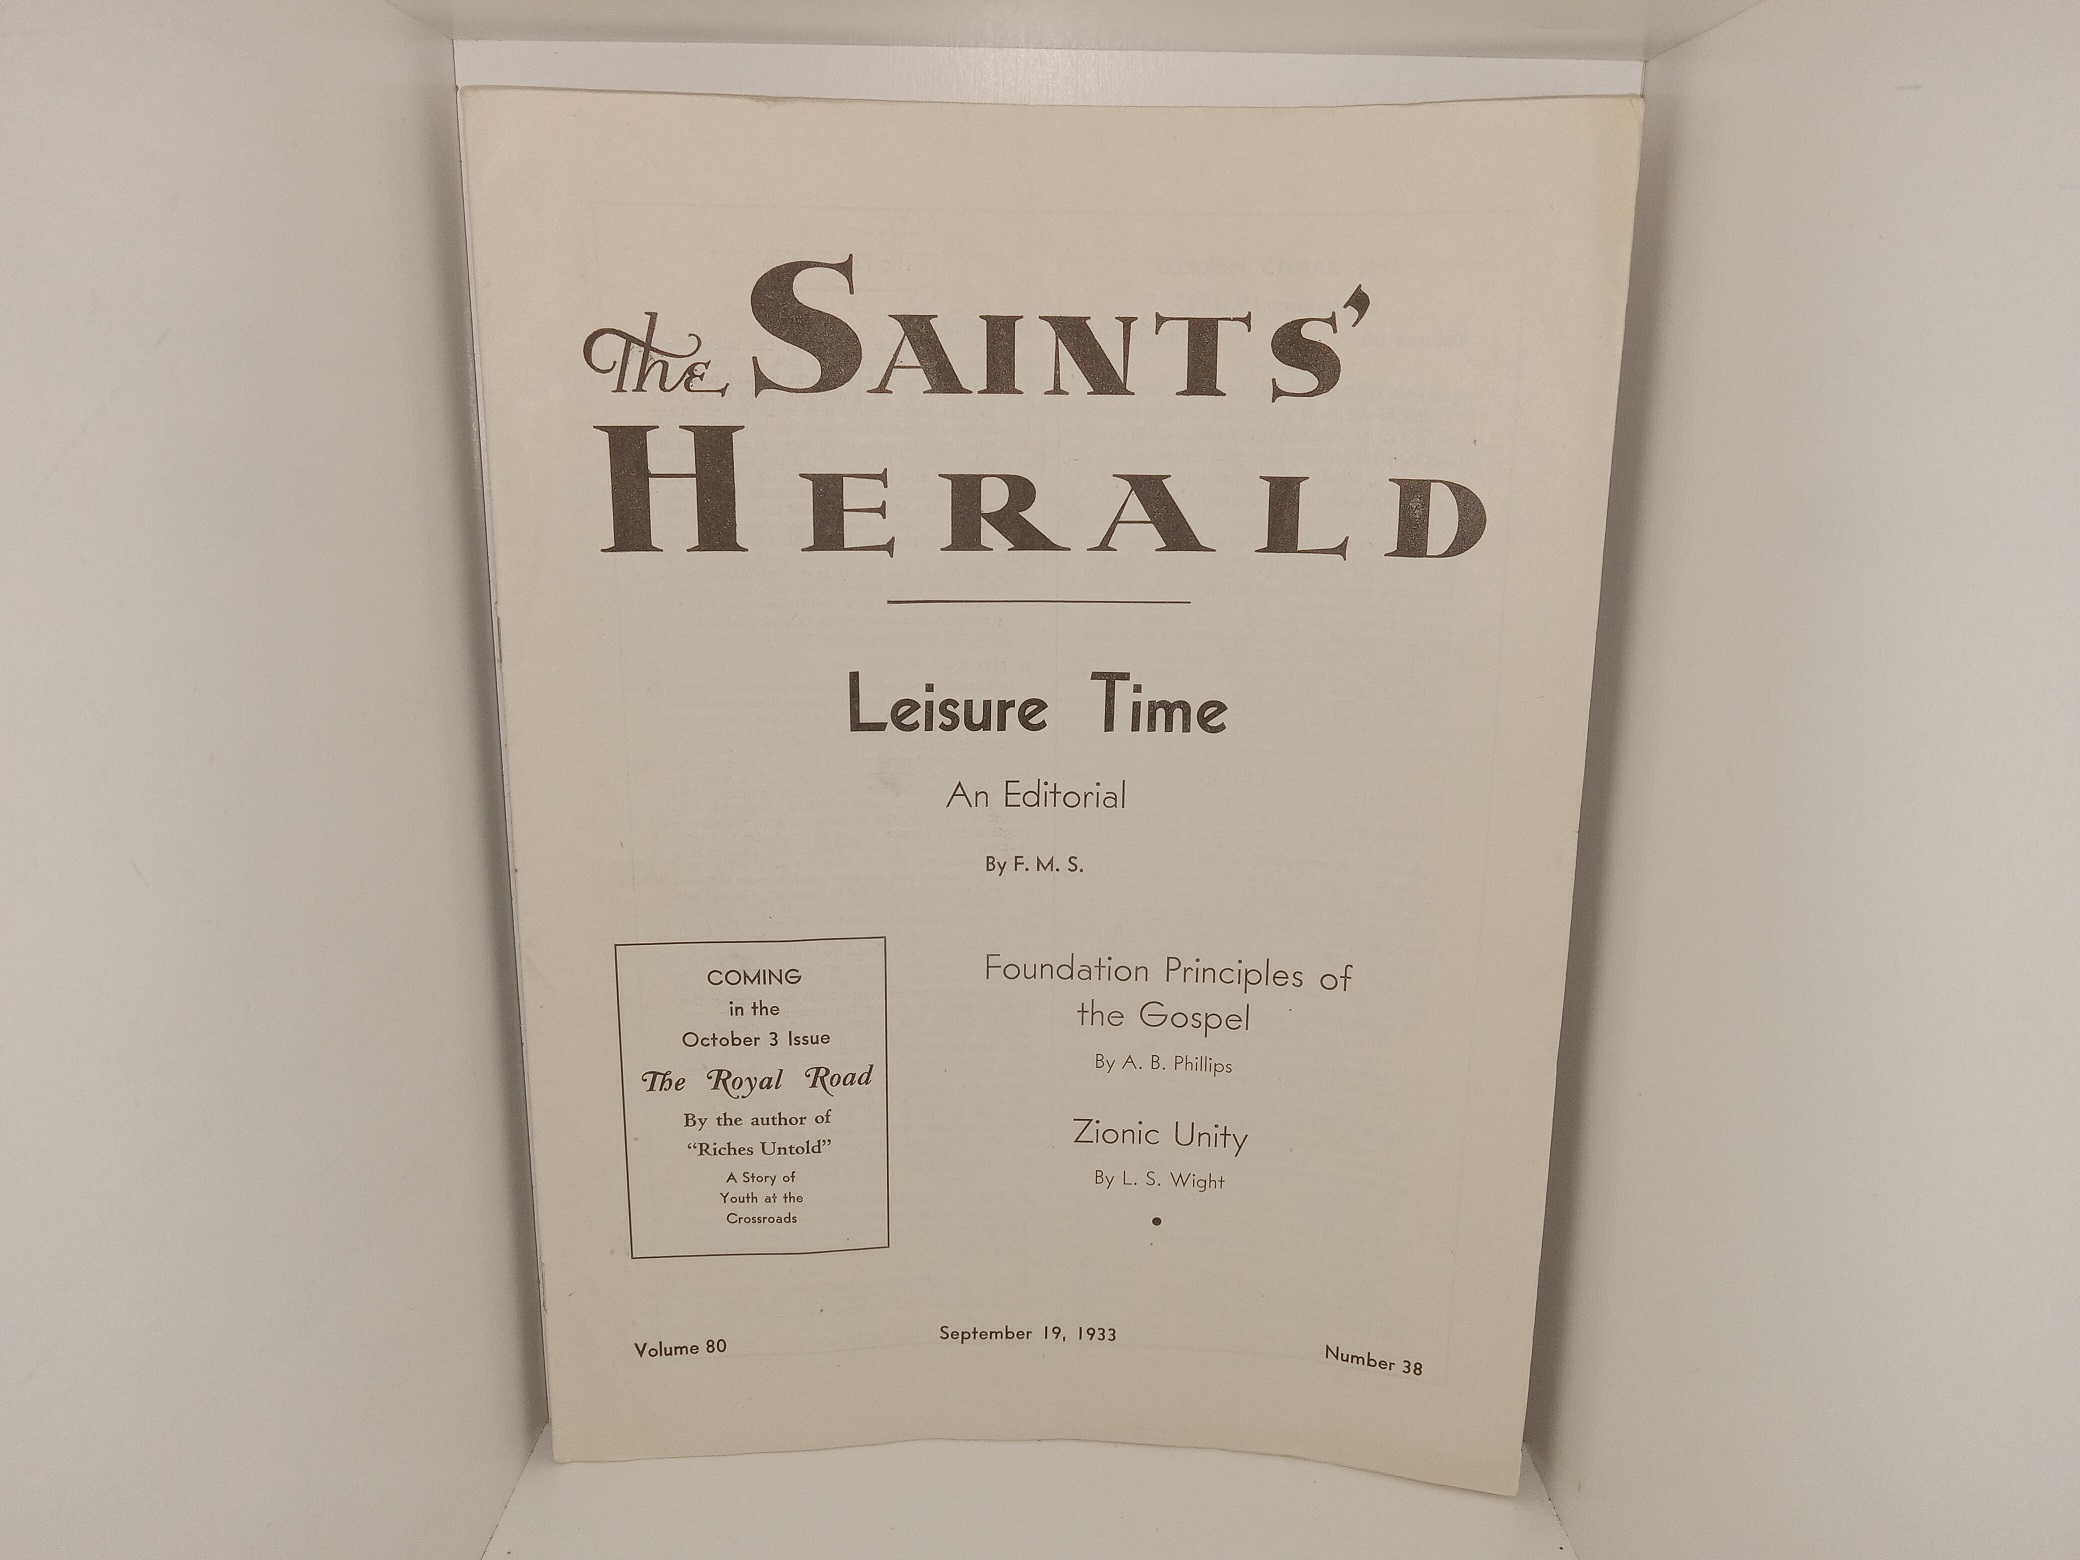 The Saints'
Herald
Leisure Time
An Editorial
By F. M. S.
COMING
in the
October 3 Issue
The Royal Road
By the author of
“Riches Untold”
A Story of
Youth at the
Crossroads
Foundation Principles of
the Gospel
By A. B. Phillips
Zionic Unity
By L. S. Wight
•
Volume 80
September 19, 1933
Number 38